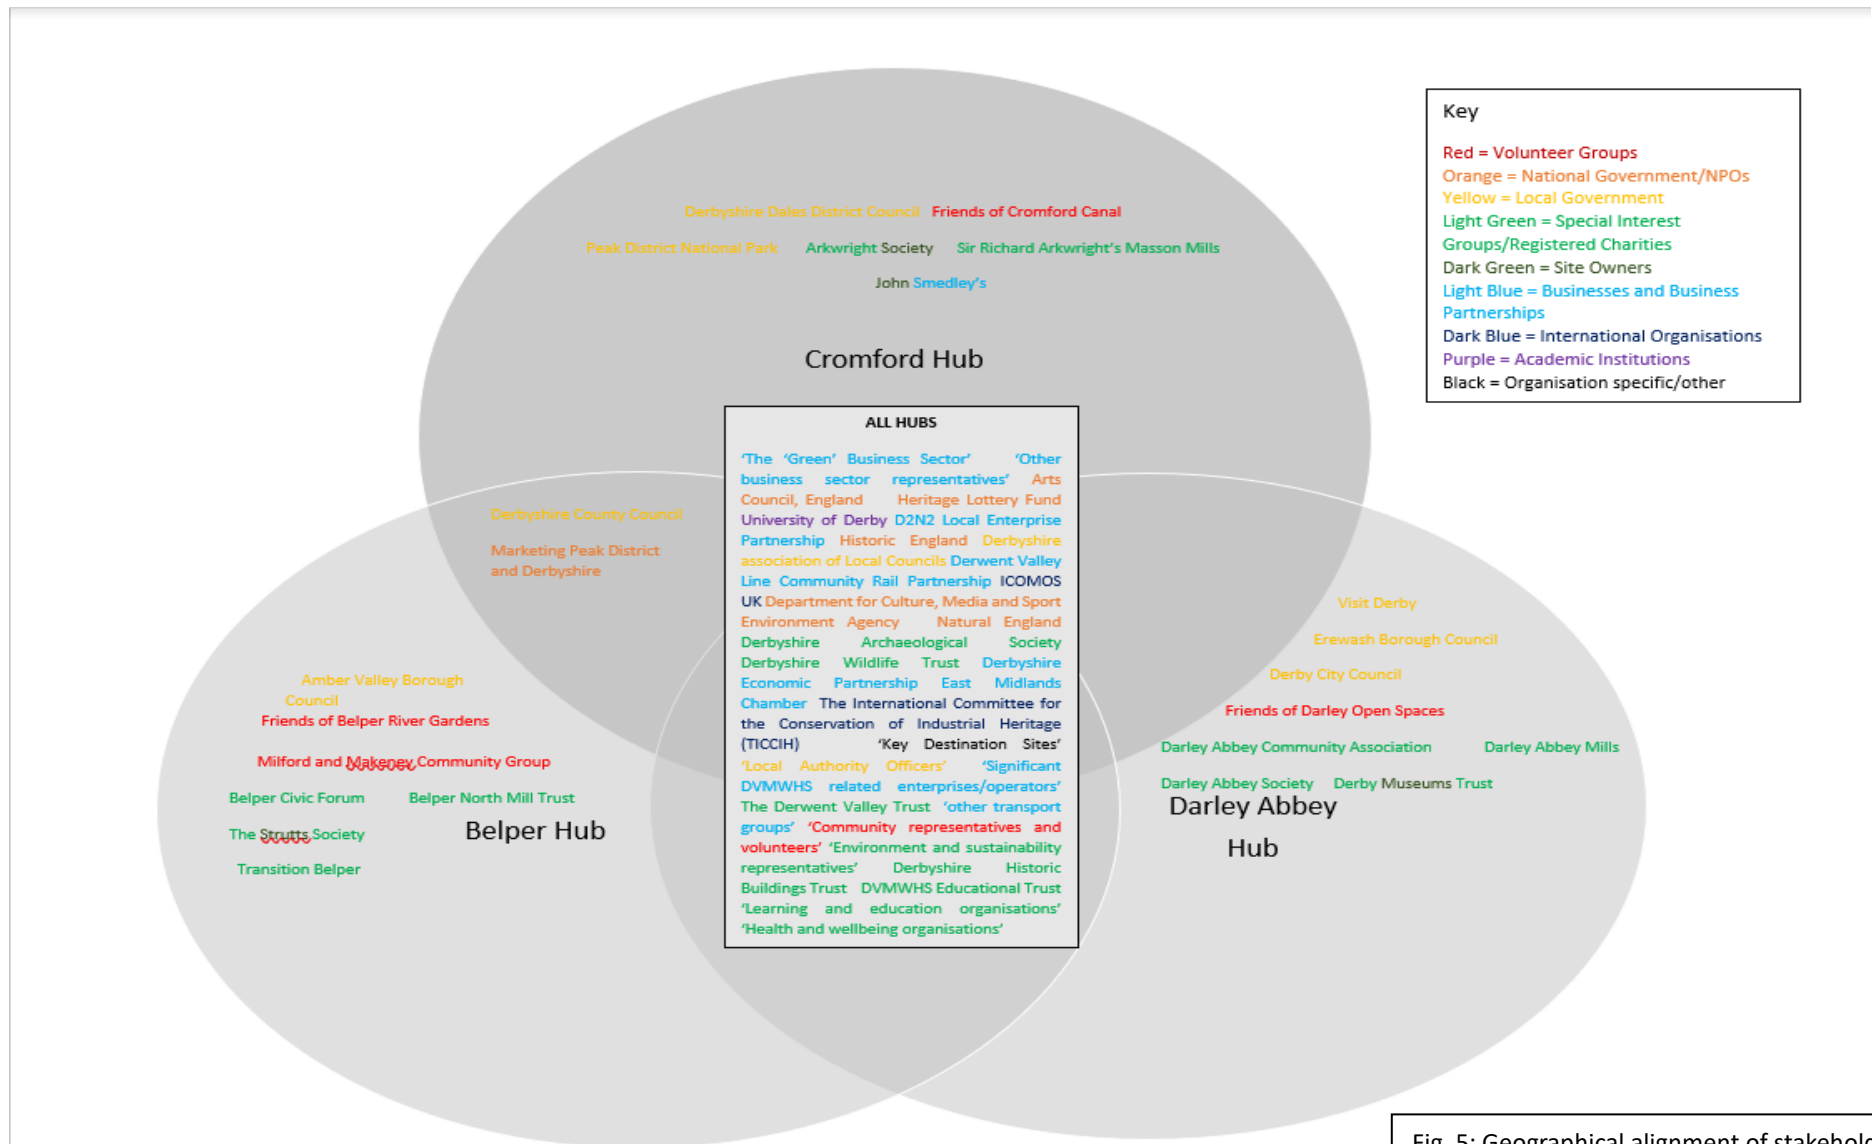 Key
Red = Volunteer Groups
Orange = National Government/NPOs
Yellow = Local Government
Light Green = Special Interest
Groups/Registered Charities
Dark Green = Site Owners
Light Blue = Businesses and Business
Partnerships
Dark Blue = International Organisations
Purple = Academic Institutions
Black = Organisation specific/other
Derbyshire Dales District Council Friends of Cromford Canal
Peak District National Park Arkwright Society Sir Richard Arkwright's Masson Mills
John Smedley's
Cromford Hub
ALL HUBS
'The 'Green' Business Sector' 'Other
business sector representatives' Arts
Council, England Heritage Lottery Fund
University of Derby D2N2 Local Enterprise
Partnership Historic England Derbyshire
association of Local Councils Derwent Valley
Line Community Rail Partnership ICOMOS
UK Department for Culture, Media and Sport
Environment Agency Natural England
Derbyshire Archaeological Society
Derbyshire Wildlife Trust Derbyshire
Economic Partnership East Midlands
Chamber The International Committee for
the Conservation of Industrial Heritage
(TICCIH) 'Key Destination Sites'
'Local Authority Officers' 'Significant
DVMWHS related enterprises/operators'
The Derwent Valley Trust 'other transport
groups' 'Community representatives and
volunteers' 'Environment and sustainability
representatives' Derbyshire Historic
Buildings Trust DVMWHS Educational Trust
'Learning and education organisations'
'Health and wellbeing organisations'
Derbyshire County Council
Marketing Peak District
and Derbyshire
Amber Valley Borough
Council
Friends of Belper River Gardens
Milford and Makeney Community Group
Belper Civic Forum Belper North Mill Trust
The Strutts Society
Belper Hub
Transition Belper
Visit Derby
Erewash Borough Council
Derby City Council
Friends of Darley Open Spaces
Darley Abbey Community Association Darley Abbey Mills
Darley Abbey Society Derby Museums Trust
Darley Abbey
Hub
Fig. 5: Geographical alignment of